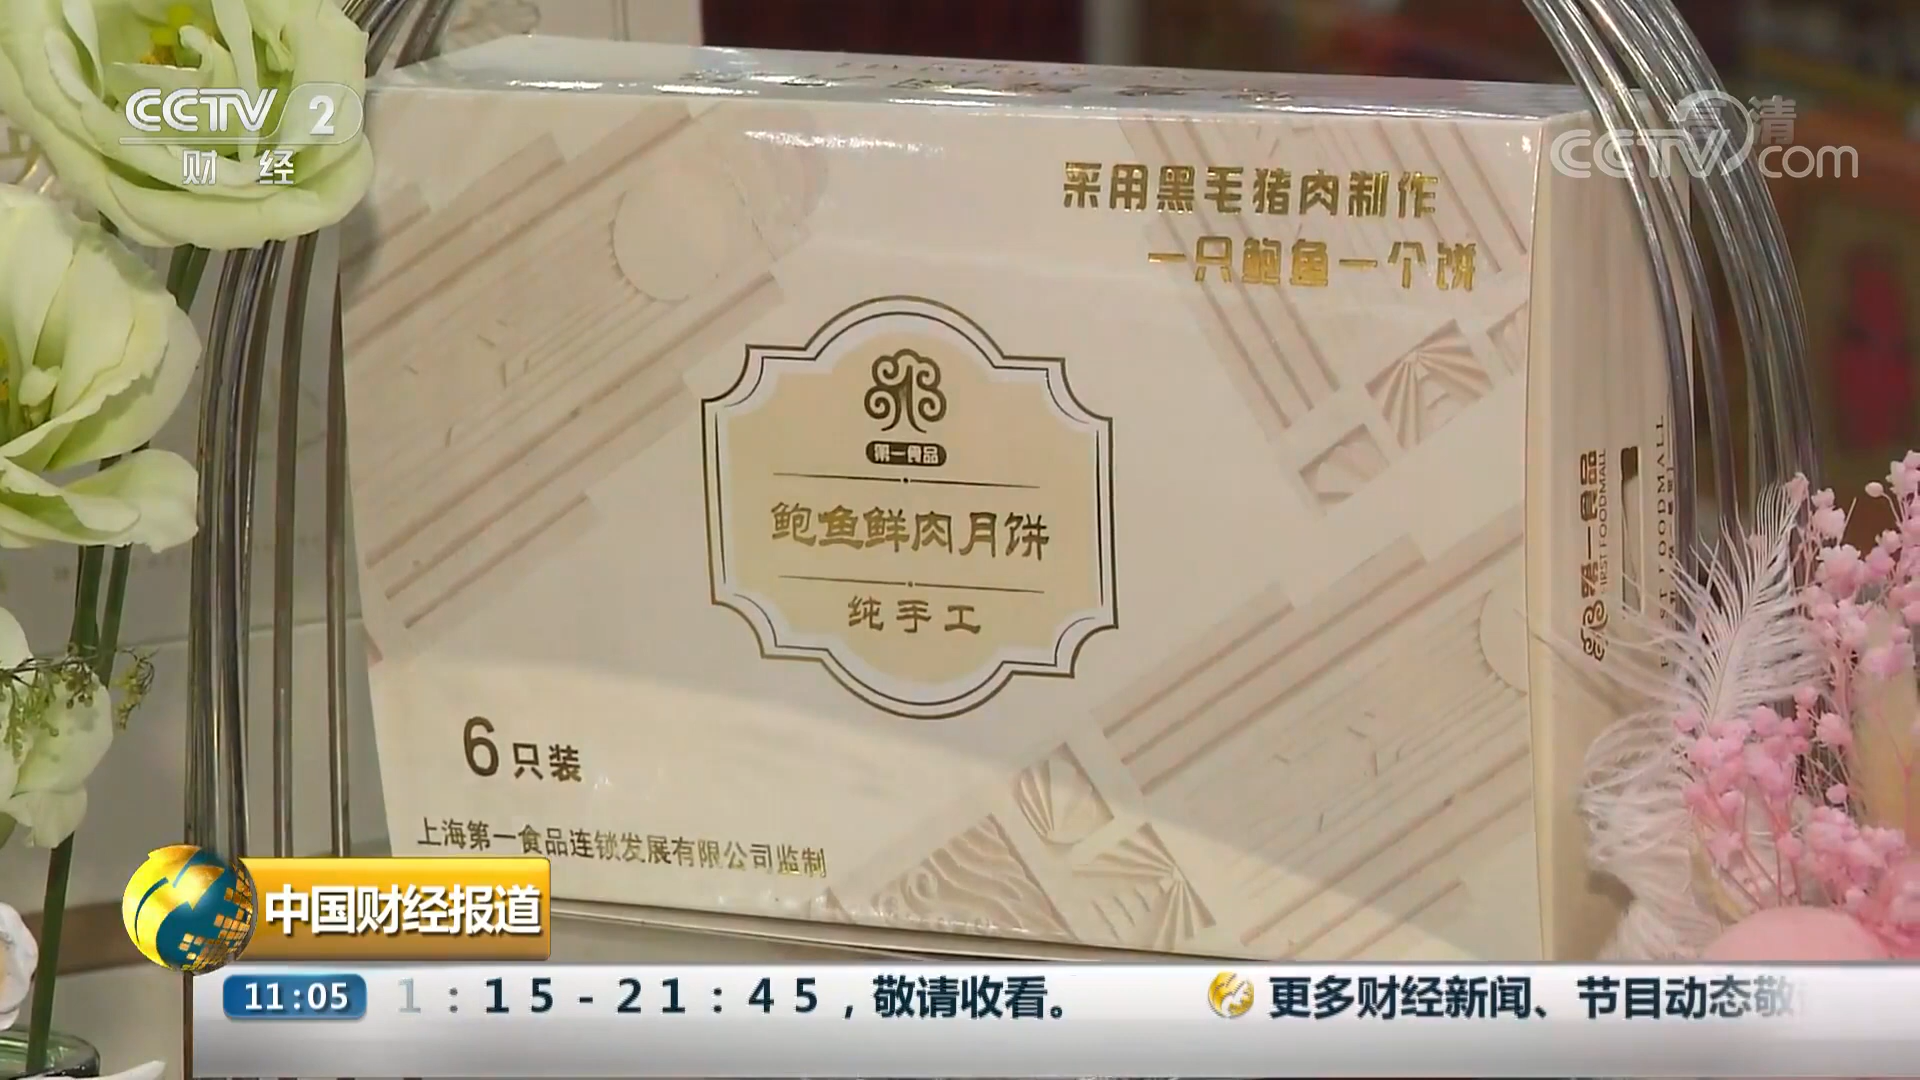 CCTV 2
财经
高清
CCTV.com
采用黑毛猪肉制作
一只鲍鱼一个饼
第一食品
鲍鱼鲜肉月饼
纯手工
6只装
上海第一食品连锁发展有限公司监制
第一食品
FIRST FOODMALL
中国财经报道
11:05
1:15-21:45,敬请收看。 更多财经新闻、节目动态敬